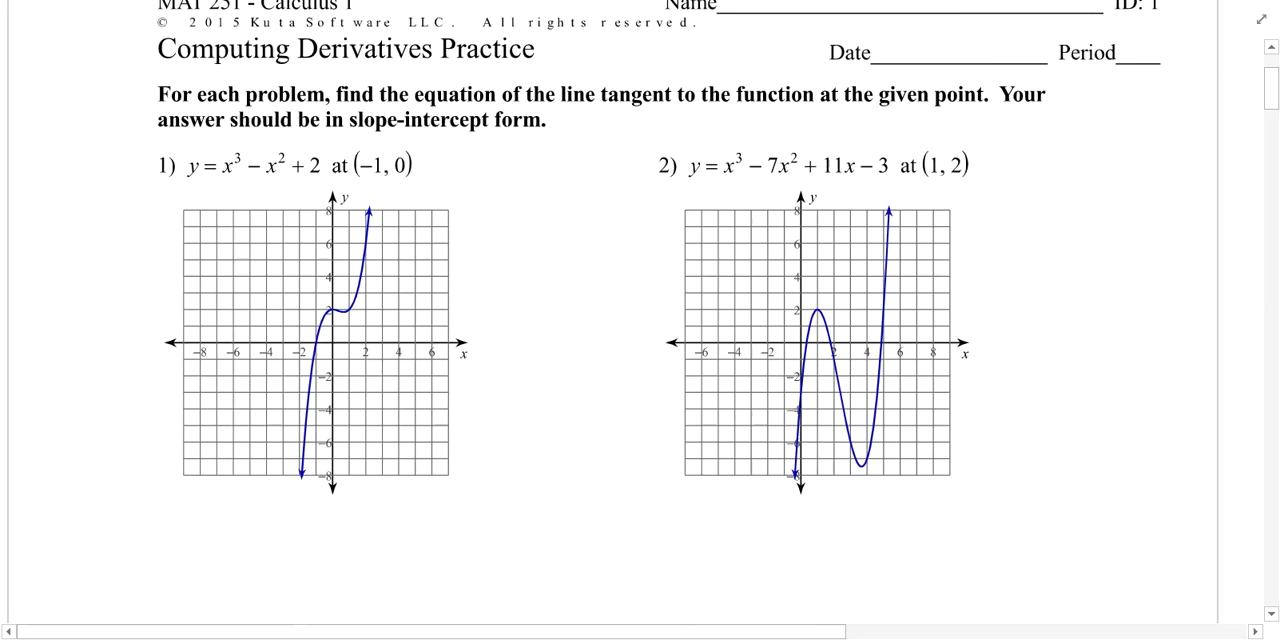 MAT 231 - Calculus 1 Name____________________ ID: 1
© 2015 Kuta Software LLC. All rights reserved.
Computing Derivatives Practice Date________________ Period____
For each problem, find the equation of the line tangent to the function at the given point. Your
answer should be in slope-intercept form.
1) y = x³ − x² + 2 at (−1, 0)
y
8
6
4
2
−8 −6 −4 −2 2 4 6 x
−2
−4
−6
−8
2) y = x³ − 7x² + 11x − 3 at (1, 2)
y
8
6
4
2
−6 −4 −2 2 4 6 8 x
−2
−4
−6
−8